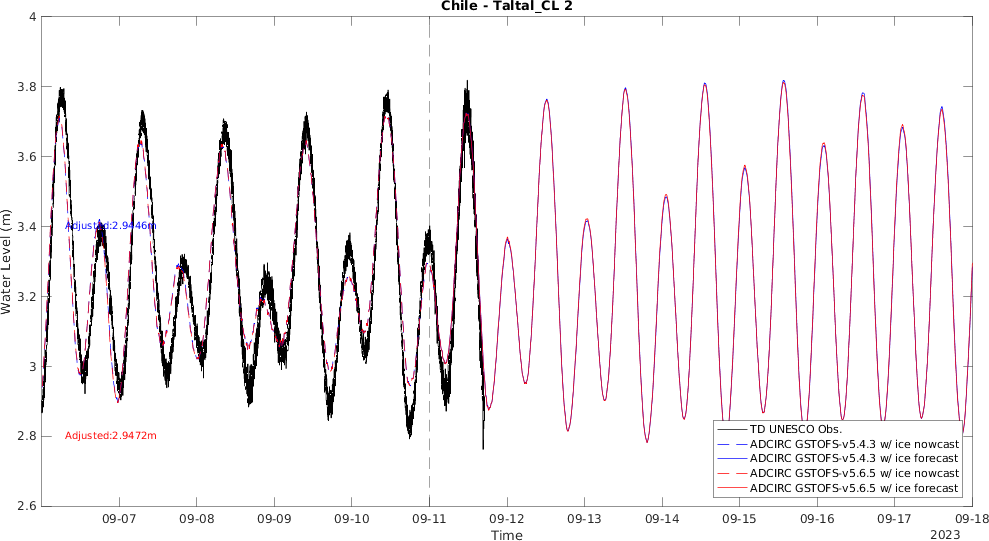 Chile - Taltal_CL 2
4
3.8
3.6
3.4
3.2
3
2.8
2.6
Water Level (m)
Adjusted:2.9446m
Adjusted:2.9472m
TD UNESCO Obs.
ADCIRC GSTOFS-v5.4.3 w/ ice nowcast
ADCIRC GSTOFS-v5.4.3 w/ ice forecast
ADCIRC GSTOFS-v5.6.5 w/ ice nowcast
ADCIRC GSTOFS-v5.6.5 w/ ice forecast
09-07 09-08 09-09 09-10 09-11 09-12 09-13 09-14 09-15 09-16 09-17 09-18
Time
2023